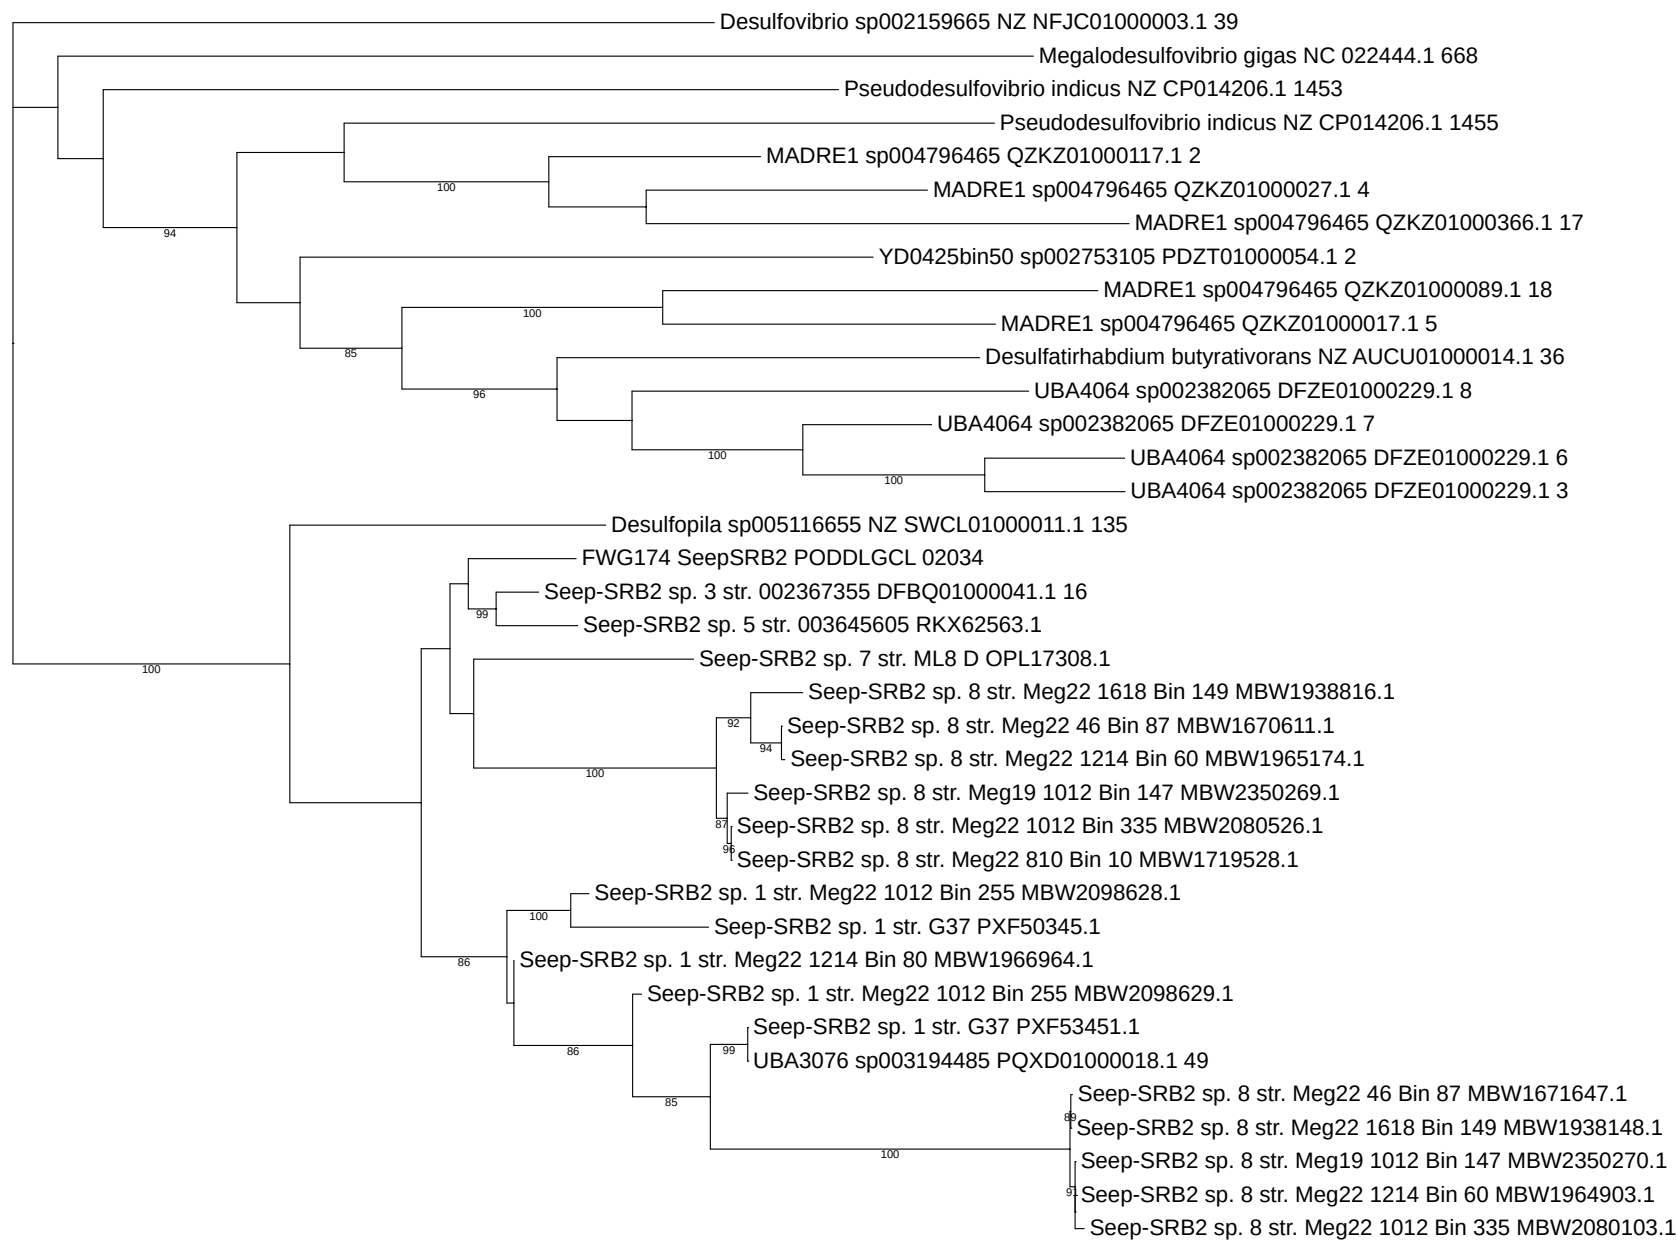 Desulfovibrio sp002159665 NZ NFJC01000003.1 39
Megalodesulfovibrio gigas NC 022444.1 668
Pseudodesulfovibrio indicus NZ CP014206.1 1453
Pseudodesulfovibrio indicus NZ CP014206.1 1455
MADRE1 sp004796465 QZKZ01000117.1 2
100
MADRE1 sp004796465 QZKZ01000027.1 4
MADRE1 sp004796465 QZKZ01000366.1 17
94
YD0425bin50 sp002753105 PDZT01000054.1 2
MADRE1 sp004796465 QZKZ01000089.1 18
100
MADRE1 sp004796465 QZKZ01000017.1 5
85
Desulfatirhabdium butyrativorans NZ AUCU01000014.1 36
96
UBA4064 sp002382065 DFZE01000229.1 8
UBA4064 sp002382065 DFZE01000229.1 7
100
UBA4064 sp002382065 DFZE01000229.1 6
100
UBA4064 sp002382065 DFZE01000229.1 3
Desulfopila sp005116655 NZ SWCL01000011.1 135
FWG174 SeepSRB2 PODDLGCL 02034
Seep-SRB2 sp. 3 str. 002367355 DFBQ01000041.1 16
99
Seep-SRB2 sp. 5 str. 003645605 RKX62563.1
Seep-SRB2 sp. 7 str. ML8 D OPL17308.1
100
Seep-SRB2 sp. 8 str. Meg22 1618 Bin 149 MBW1938816.1
92
Seep-SRB2 sp. 8 str. Meg22 46 Bin 87 MBW1670611.1
94
Seep-SRB2 sp. 8 str. Meg22 1214 Bin 60 MBW1965174.1
100
Seep-SRB2 sp. 8 str. Meg19 1012 Bin 147 MBW2350269.1
87
Seep-SRB2 sp. 8 str. Meg22 1012 Bin 335 MBW2080526.1
96
Seep-SRB2 sp. 8 str. Meg22 810 Bin 10 MBW1719528.1
Seep-SRB2 sp. 1 str. Meg22 1012 Bin 255 MBW2098628.1
100
Seep-SRB2 sp. 1 str. G37 PXF50345.1
86
Seep-SRB2 sp. 1 str. Meg22 1214 Bin 80 MBW1966964.1
Seep-SRB2 sp. 1 str. Meg22 1012 Bin 255 MBW2098629.1
86
Seep-SRB2 sp. 1 str. G37 PXF53451.1
99
UBA3076 sp003194485 PQXD01000018.1 49
85
Seep-SRB2 sp. 8 str. Meg22 46 Bin 87 MBW1671647.1
89
Seep-SRB2 sp. 8 str. Meg22 1618 Bin 149 MBW1938148.1
100
Seep-SRB2 sp. 8 str. Meg19 1012 Bin 147 MBW2350270.1
91
Seep-SRB2 sp. 8 str. Meg22 1214 Bin 60 MBW1964903.1
Seep-SRB2 sp. 8 str. Meg22 1012 Bin 335 MBW2080103.1